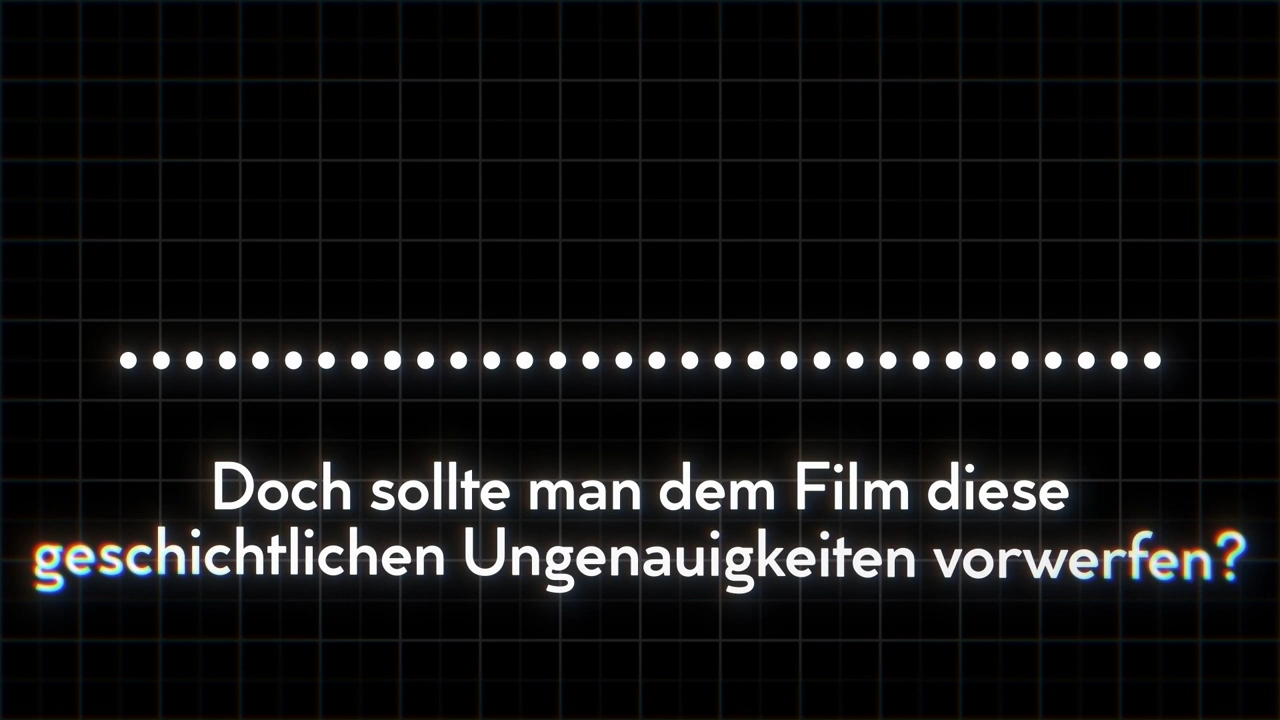 Doch sollte man dem Film diese
geschichtlichen Ungenauigkeiten vorwerfen?